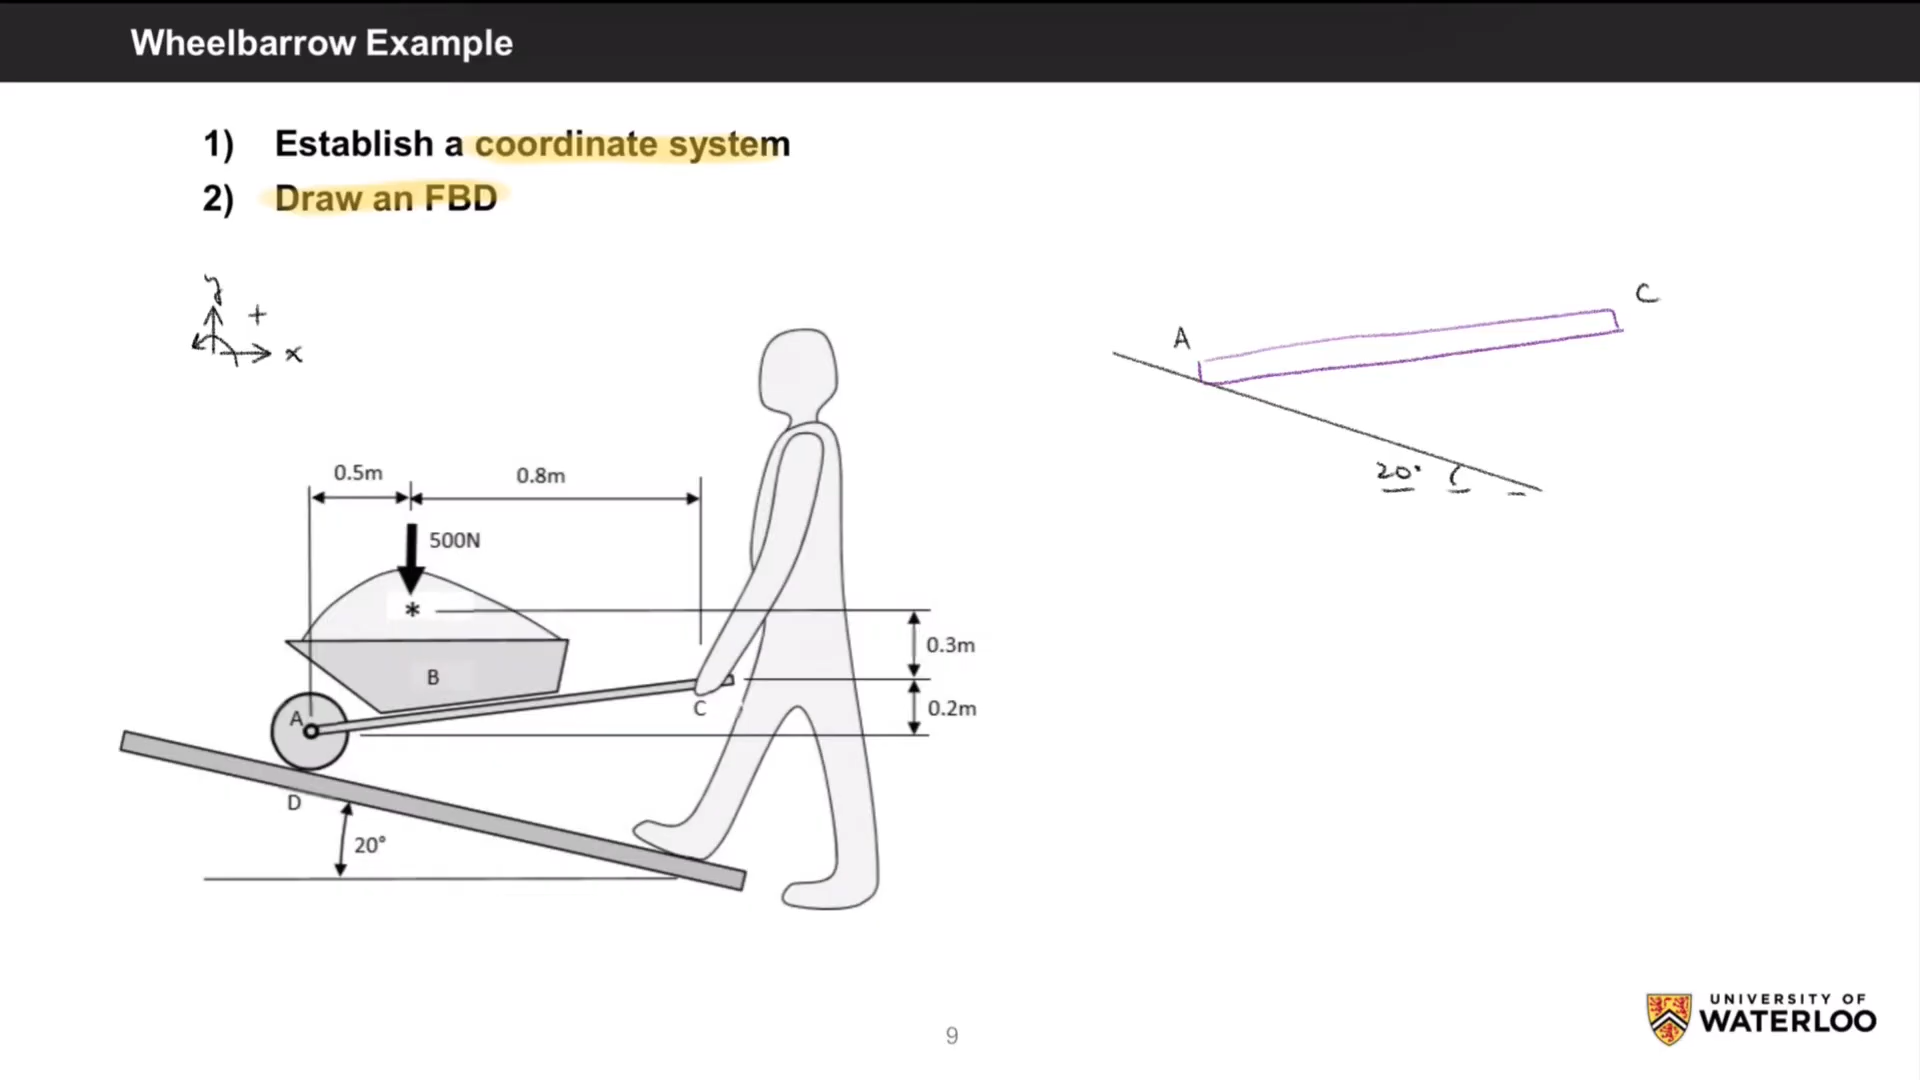 Wheelbarrow Example
1) Establish a coordinate system
2) Draw an FBD
y
+
x
A
C
20°
0.5m
0.8m
500N
*
0.3m
B
0.2m
A
C
D
20°
9
UNIVERSITY OF
WATERLOO